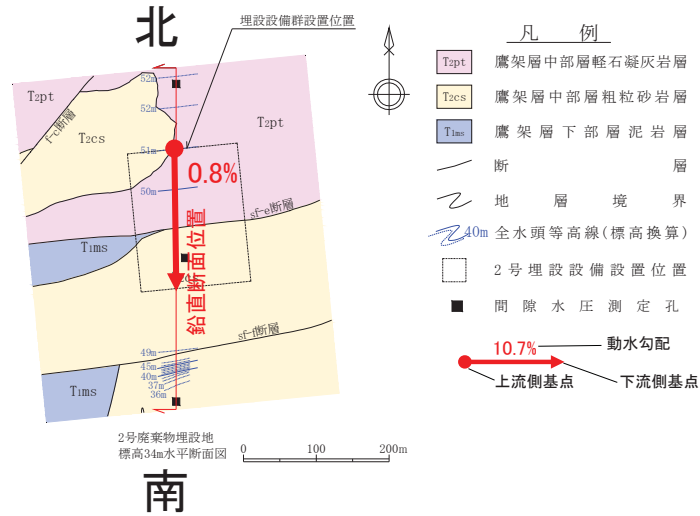 北
埋設設備群設置位置
52m
T2pt
52m
f-c断層
T2cs
T2pt
51m
0.8%
50m
sf-e断層
T1ms
鉛直断面位置
sf-f断層
49m
45m
40m
37m
36m
T1ms
2号廃棄物埋設地
標高34m水平断面図
0 100 200m
南
凡 例
T2pt 鷹架層中部層軽石凝灰岩層
T2cs 鷹架層中部層粗粒砂岩層
T1ms 鷹架層下部層泥岩層
断層
地層境界
40m 全水頭等高線(標高換算)
2号埋設設備設置位置
間隙水圧測定孔
10.7% 動水勾配
上流側基点 下流側基点